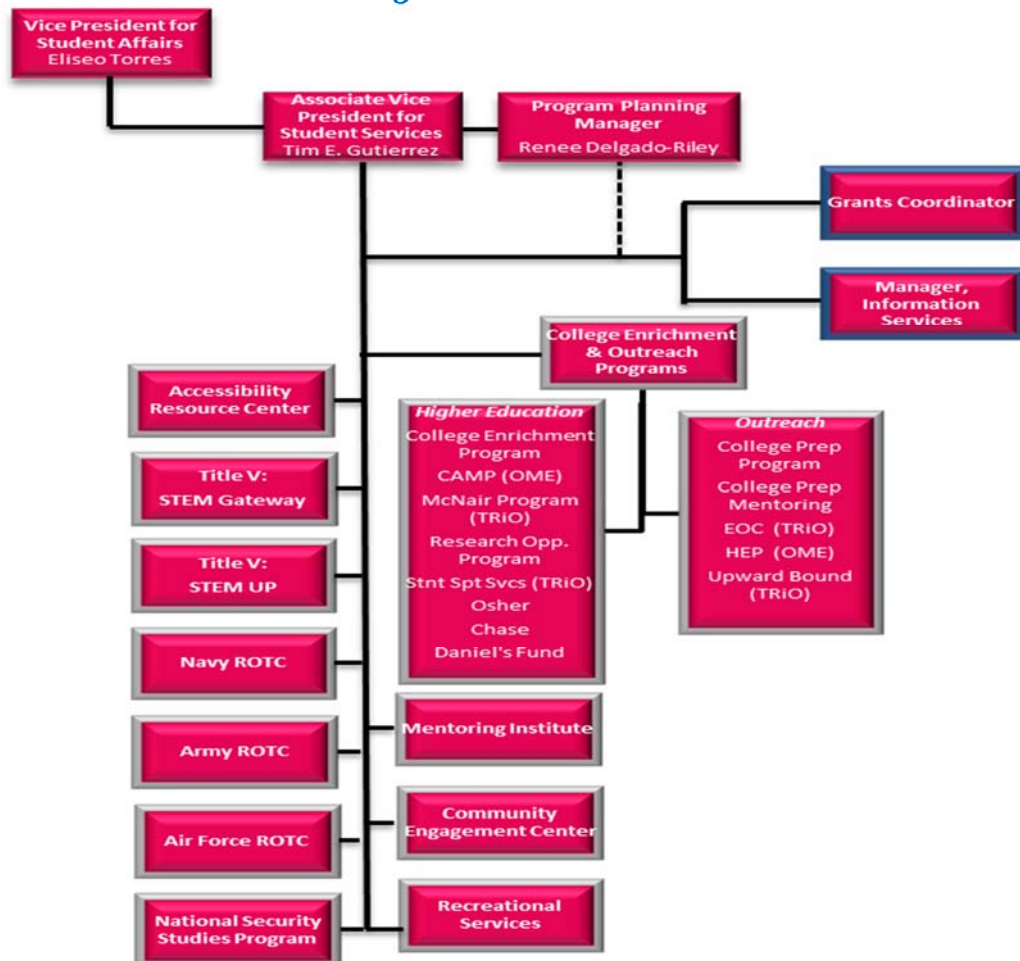 Vice President for
Student Affairs
Eliseo Torres
Associate Vice
President for
Student Services
Tim E. Gutierrez
Program Planning
Manager
Renee Delgado-Riley
Grants Coordinator
Manager,
Information
Services
College Enrichment
& Outreach
Programs
Accessibility
Resource Center
Title V:
STEM Gateway
Title V:
STEM UP
Navy ROTC
Army ROTC
Air Force ROTC
National Security
Studies Program
Higher Education
College Enrichment
Program
CAMP (OME)
McNair Program
(TRiO)
Research Opp.
Program
Stnt Spt Svcs (TRiO)
Osher
Chase
Daniel's Fund
Outreach
College Prep
Program
College Prep
Mentoring
EOC (TRiO)
HEP (OME)
Upward Bound
(TRiO)
Mentoring Institute
Community
Engagement Center
Recreational
Services